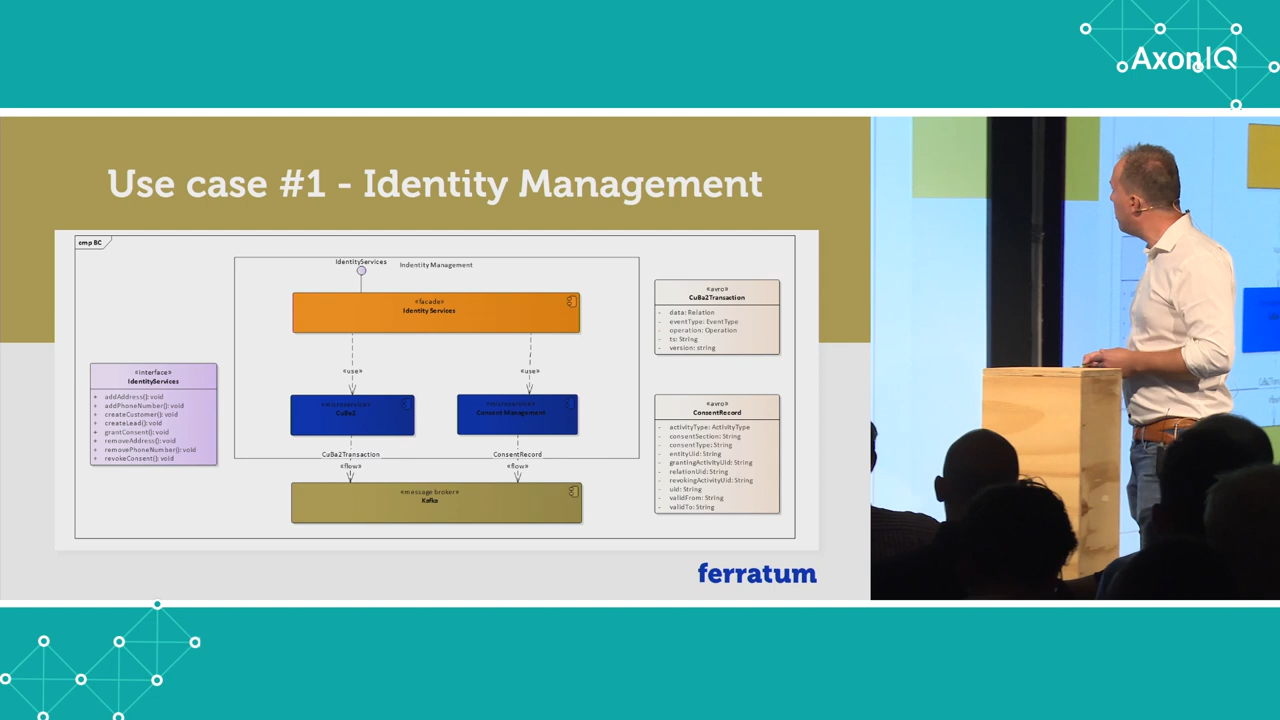 AxonIQ
Use case #1 - Identity Management
cmp BC
IdentityServices
Indentity Management
«facade»
Identity Services
«use»
«use»
«microservice»
CuBa2
«microservice»
Consent Management
CuBa2Transaction
ConsentRecord
«flow»
«flow»
«message broker»
Kafka
«interface»
IdentityServices
+ addAddress(): void
+ addPhoneNumber(): void
+ createCustomer(): void
+ createLead(): void
+ grantConsent(): void
+ removeAddress(): void
+ removePhoneNumber(): void
+ revokeConsent(): void
«avro»
CuBa2Transaction
- data: Relation
- eventType: EventType
- operation: Operation
- ts: String
- version: string
«avro»
ConsentRecord
- activityType: ActivityType
- consentSection: String
- consentType: String
- entityUid: String
- grantingActivityUid: String
- relationUid: String
- revokingActivityUid: String
- uid: String
- validFrom: String
- validTo: String
ferratum